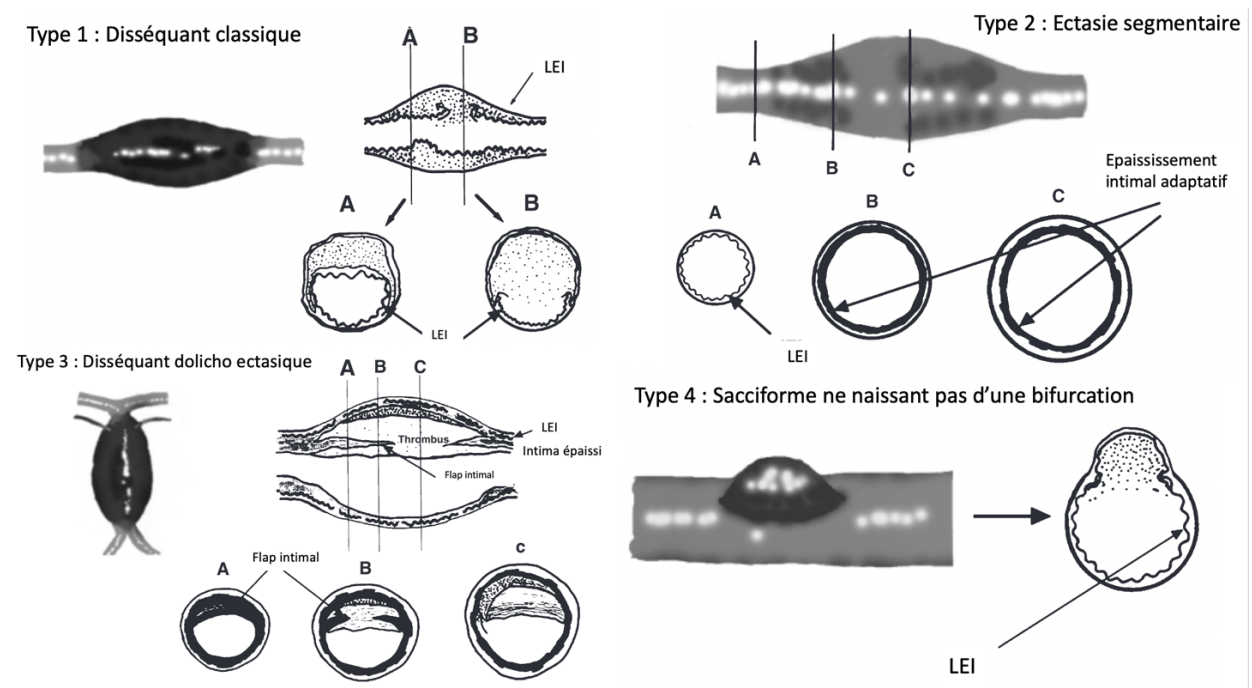 Type 1 : Disséquant classique
A B
LEI
A B
LEI
Type 2 : Ectasie segmentaire
A B C
Epaississement
intimal adaptatif
A B C
LEI
Type 3 : Disséquant dolicho ectasique
A B C
LEI
Thrombus
Intima épaissi
Flap intimal
Flap intimal
A B c
Type 4 : Sacciforme ne naissant pas d’une bifurcation
LEI